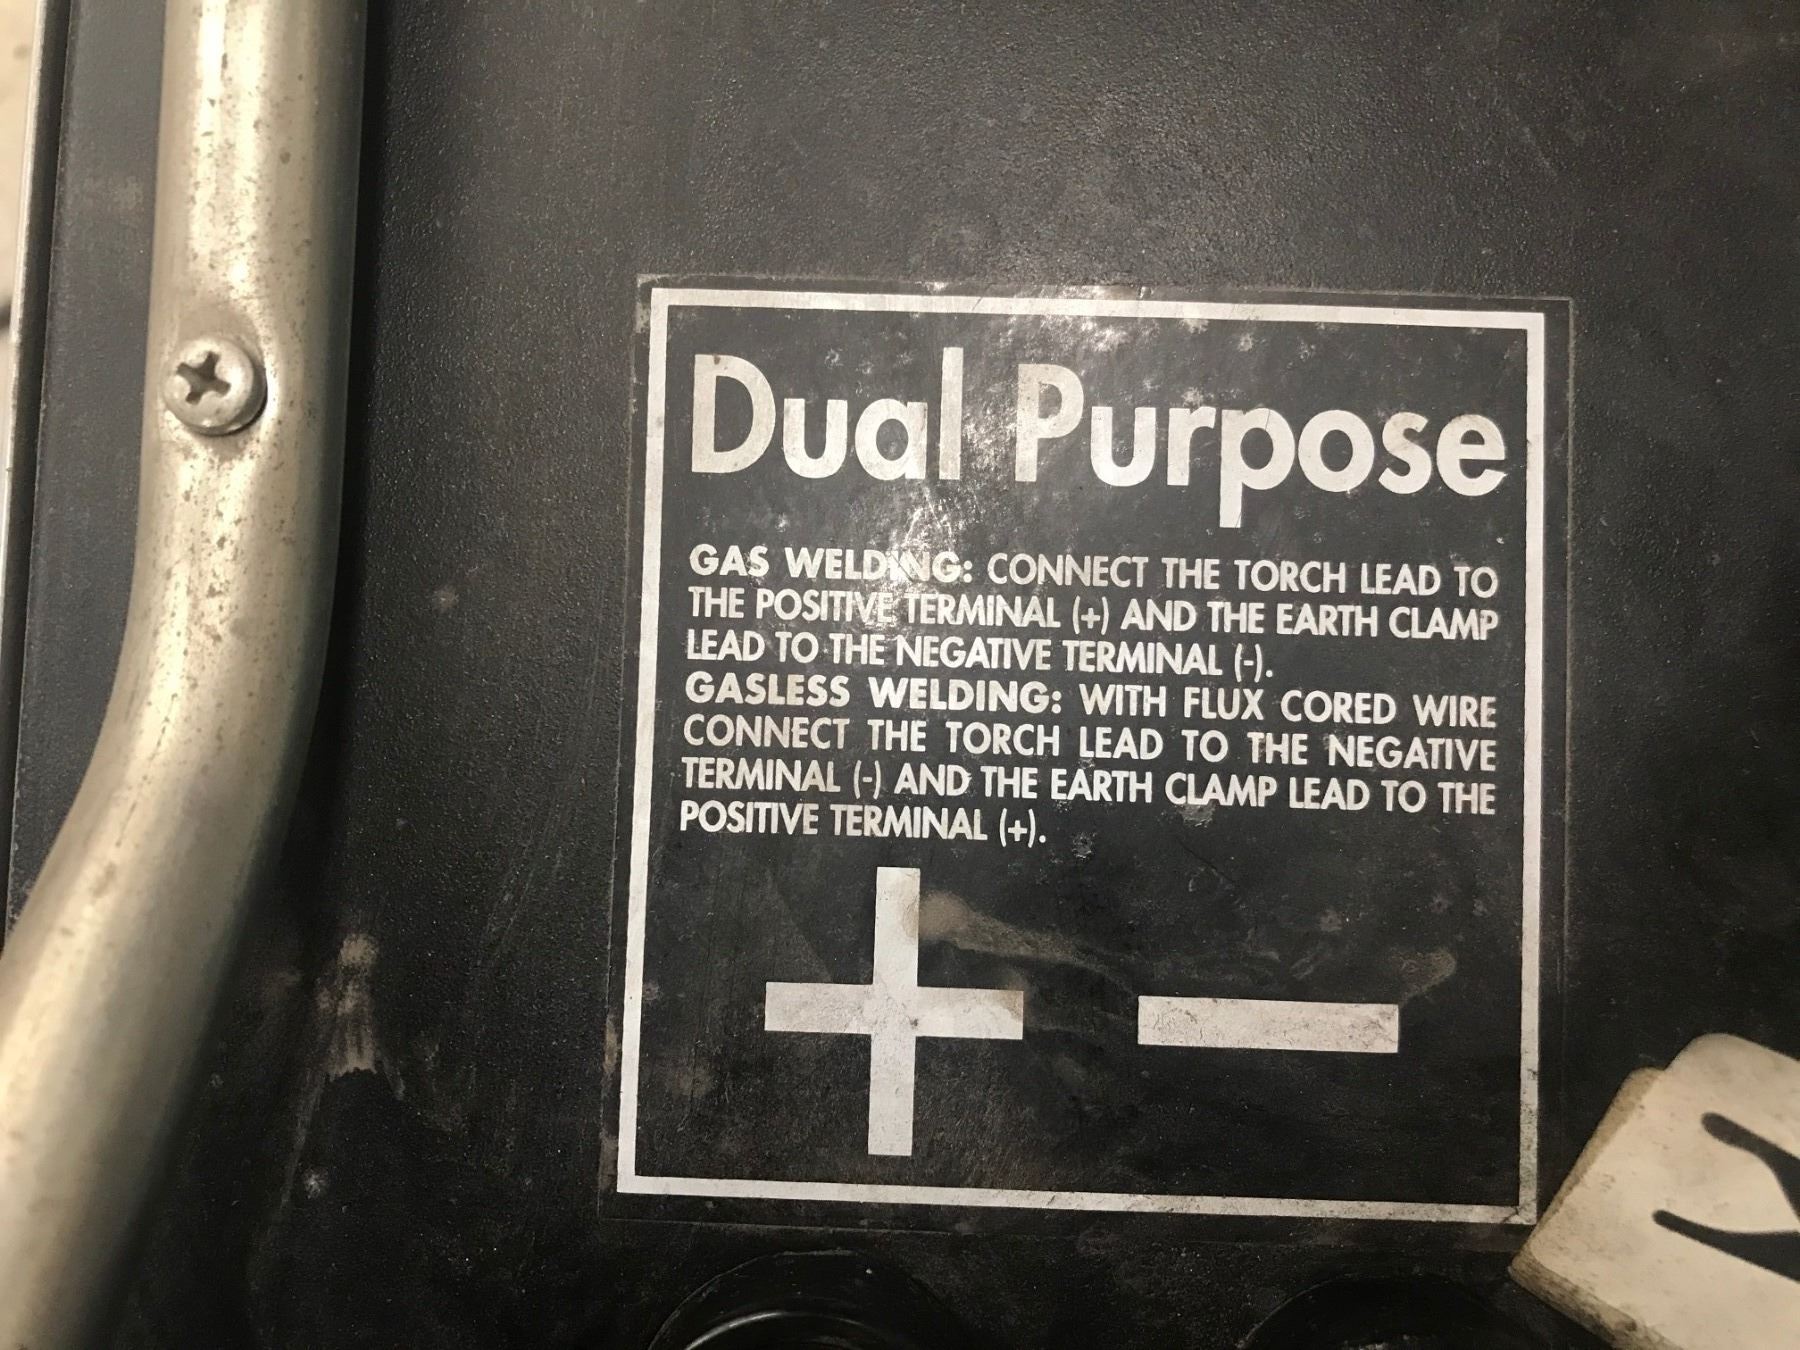 Dual Purpose
GAS WELDING: CONNECT THE TORCH LEAD TO
THE POSITIVE TERMINAL (+) AND THE EARTH CLAMP
LEAD TO THE NEGATIVE TERMINAL (-).
GASLESS WELDING: WITH FLUX CORED WIRE
CONNECT THE TORCH LEAD TO THE NEGATIVE
TERMINAL (-) AND THE EARTH CLAMP LEAD TO THE
POSITIVE TERMINAL (+).
+ −